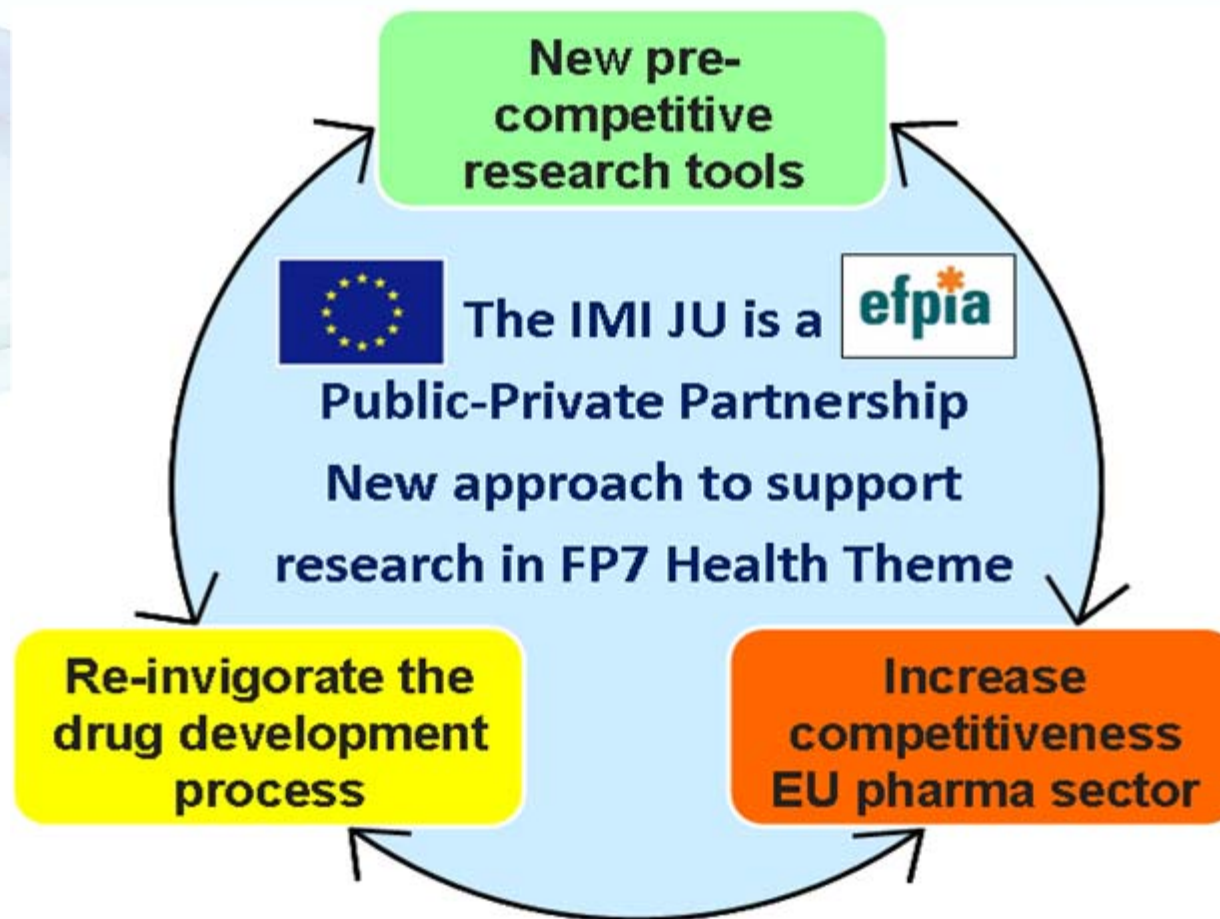 New pre-
competitive
research tools
The IMI JU is a
efpia
Public-Private Partnership
New approach to support
research in FP7 Health Theme
Re-invigorate the
drug development
process
Increase
competitiveness
EU pharma sector